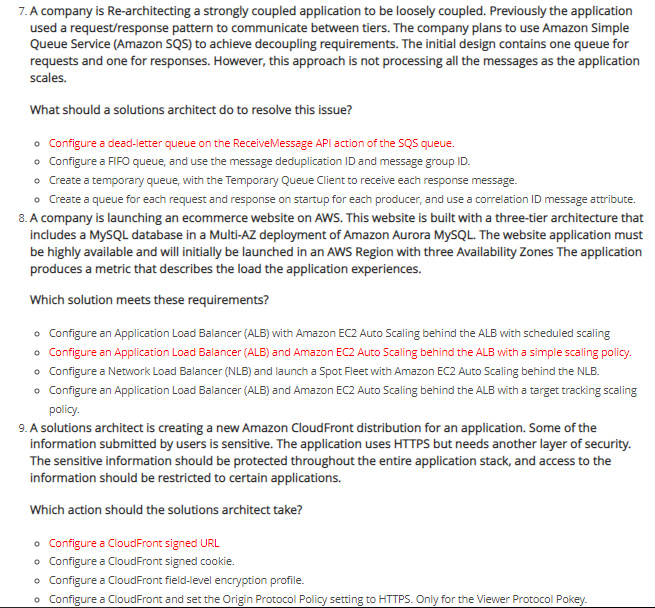 7. A company is Re-architecting a strongly coupled application to be loosely coupled. Previously the application
used a request/response pattern to communicate between tiers. The company plans to use Amazon Simple
Queue Service (Amazon SQS) to achieve decoupling requirements. The initial design contains one queue for
requests and one for responses. However, this approach is not processing all the messages as the application
scales.
What should a solutions architect do to resolve this issue?
Configure a dead-letter queue on the ReceiveMessage API action of the SQS queue.
Configure a FIFO queue, and use the message deduplication ID and message group ID.
Create a temporary queue, with the Temporary Queue Client to receive each response message.
Create a queue for each request and response on startup for each producer, and use a correlation ID message attribute.
8. A company is launching an ecommerce website on AWS. This website is built with a three-tier architecture that
includes a MySQL database in a Multi-AZ deployment of Amazon Aurora MySQL. The website application must
be highly available and will initially be launched in an AWS Region with three Availability Zones The application
produces a metric that describes the load the application experiences.
Which solution meets these requirements?
Configure an Application Load Balancer (ALB) with Amazon EC2 Auto Scaling behind the ALB with scheduled scaling
Configure an Application Load Balancer (ALB) and Amazon EC2 Auto Scaling behind the ALB with a simple scaling policy.
Configure a Network Load Balancer (NLB) and launch a Spot Fleet with Amazon EC2 Auto Scaling behind the NLB.
Configure an Application Load Balancer (ALB) and Amazon EC2 Auto Scaling behind the ALB with a target tracking scaling
policy.
9. A solutions architect is creating a new Amazon CloudFront distribution for an application. Some of the
information submitted by users is sensitive. The application uses HTTPS but needs another layer of security.
The sensitive information should be protected throughout the entire application stack, and access to the
information should be restricted to certain applications.
Which action should the solutions architect take?
Configure a CloudFront signed URL
Configure a CloudFront signed cookie.
Configure a CloudFront field-level encryption profile.
Configure a CloudFront and set the Origin Protocol Policy setting to HTTPS. Only for the Viewer Protocol Pokey.